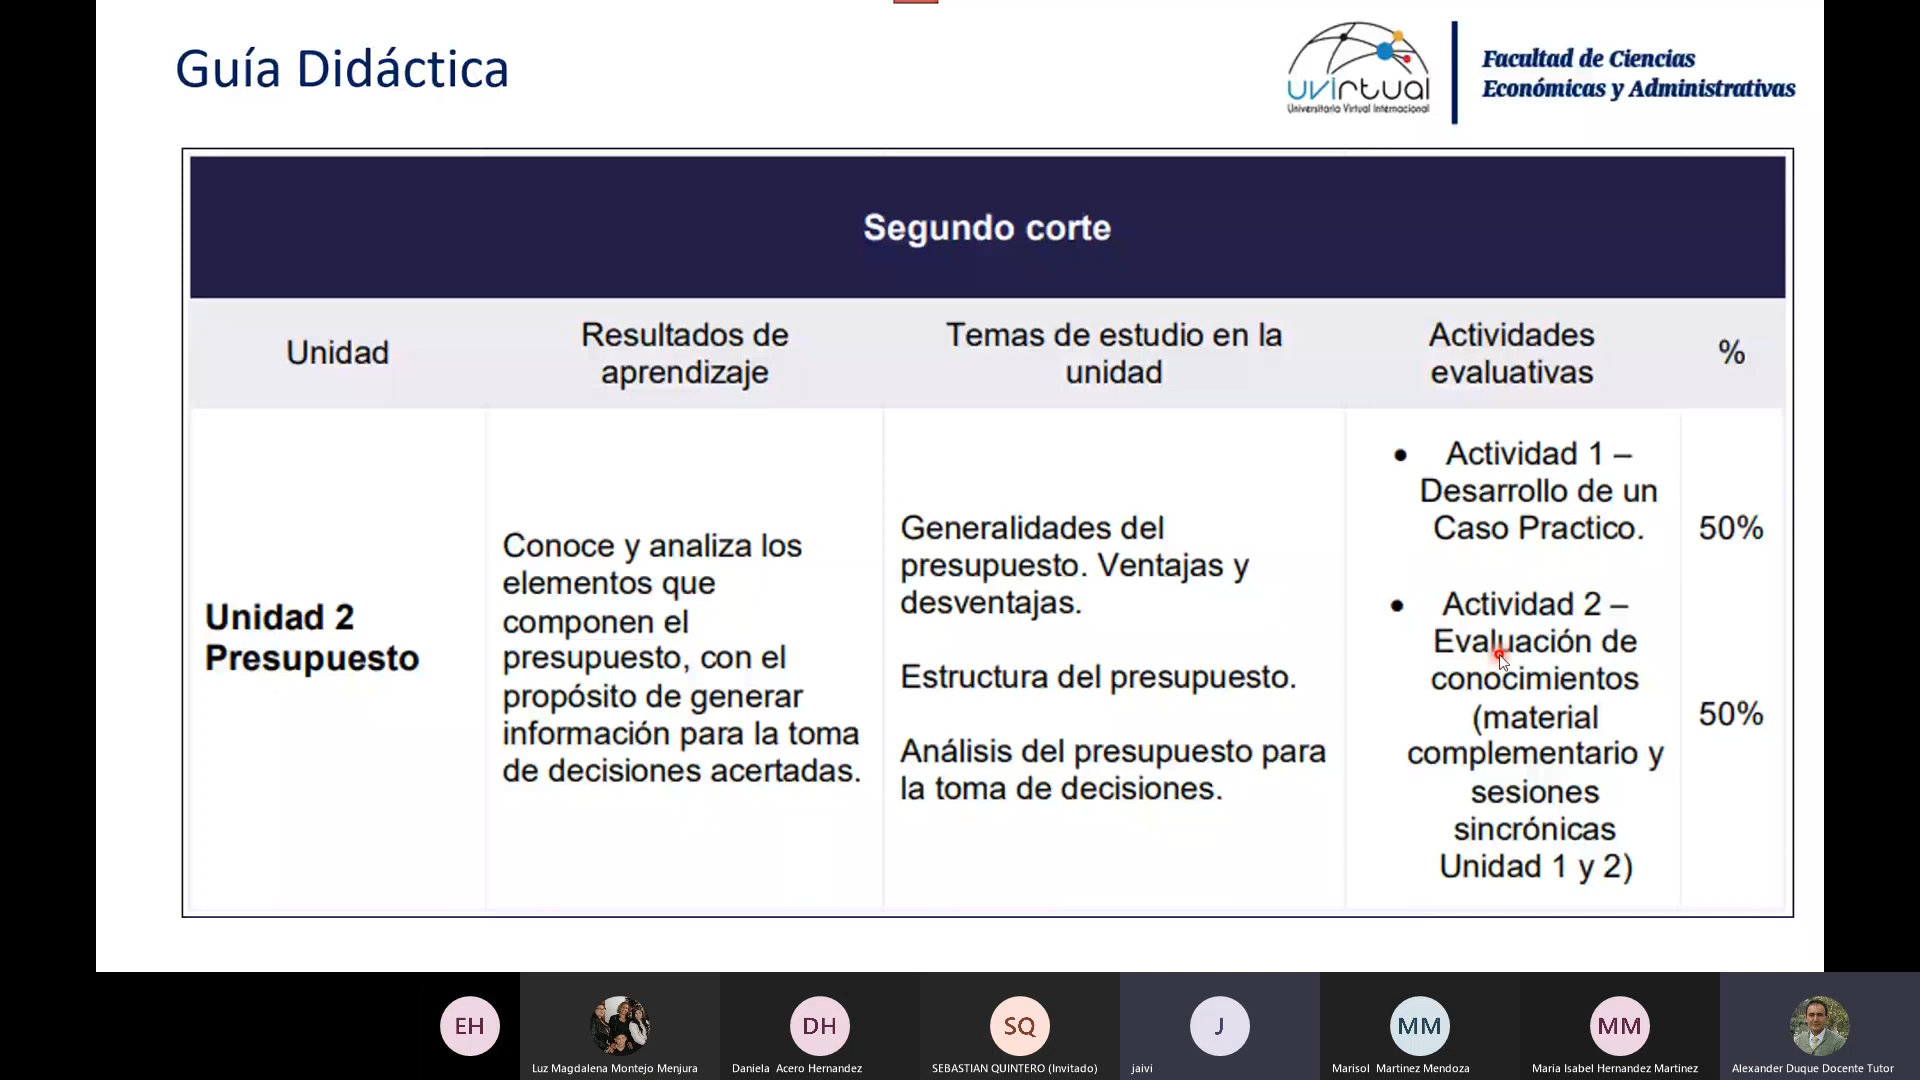 Guía Didáctica
uvirtual
Universitaria Virtual Internacional
Facultad de Ciencias
Económicas y Administrativas
Segundo corte
Unidad
Resultados de
aprendizaje
Temas de estudio en la
unidad
Actividades
evaluativas
%
Unidad 2
Presupuesto
Conoce y analiza los
elementos que
componen el
presupuesto, con el
propósito de generar
información para la toma
de decisiones acertadas.
Generalidades del
presupuesto. Ventajas y
desventajas.
Estructura del presupuesto.
Análisis del presupuesto para
la toma de decisiones.
• Actividad 1 –
Desarrollo de un
Caso Practico.
50%
• Actividad 2 –
Evaluación de
conocimientos
(material
complementario y
sesiones
sincrónicas
Unidad 1 y 2)
50%
EH
Luz Magdalena Montejo Menjura
DH
Daniela Acero Hernandez
SQ
SEBASTIAN QUINTERO (Invitado)
J
jaivi
MM
Marisol Martinez Mendoza
MM
Maria Isabel Hernandez Martinez
Alexander Duque Docente Tutor